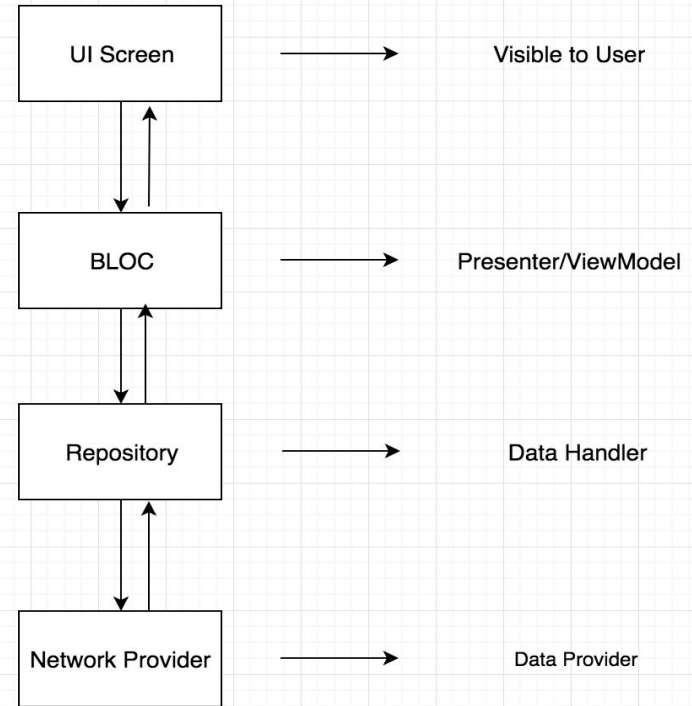 UI Screen
Visible to User
BLOC
Presenter/ViewModel
Repository
Data Handler
Network Provider
Data Provider